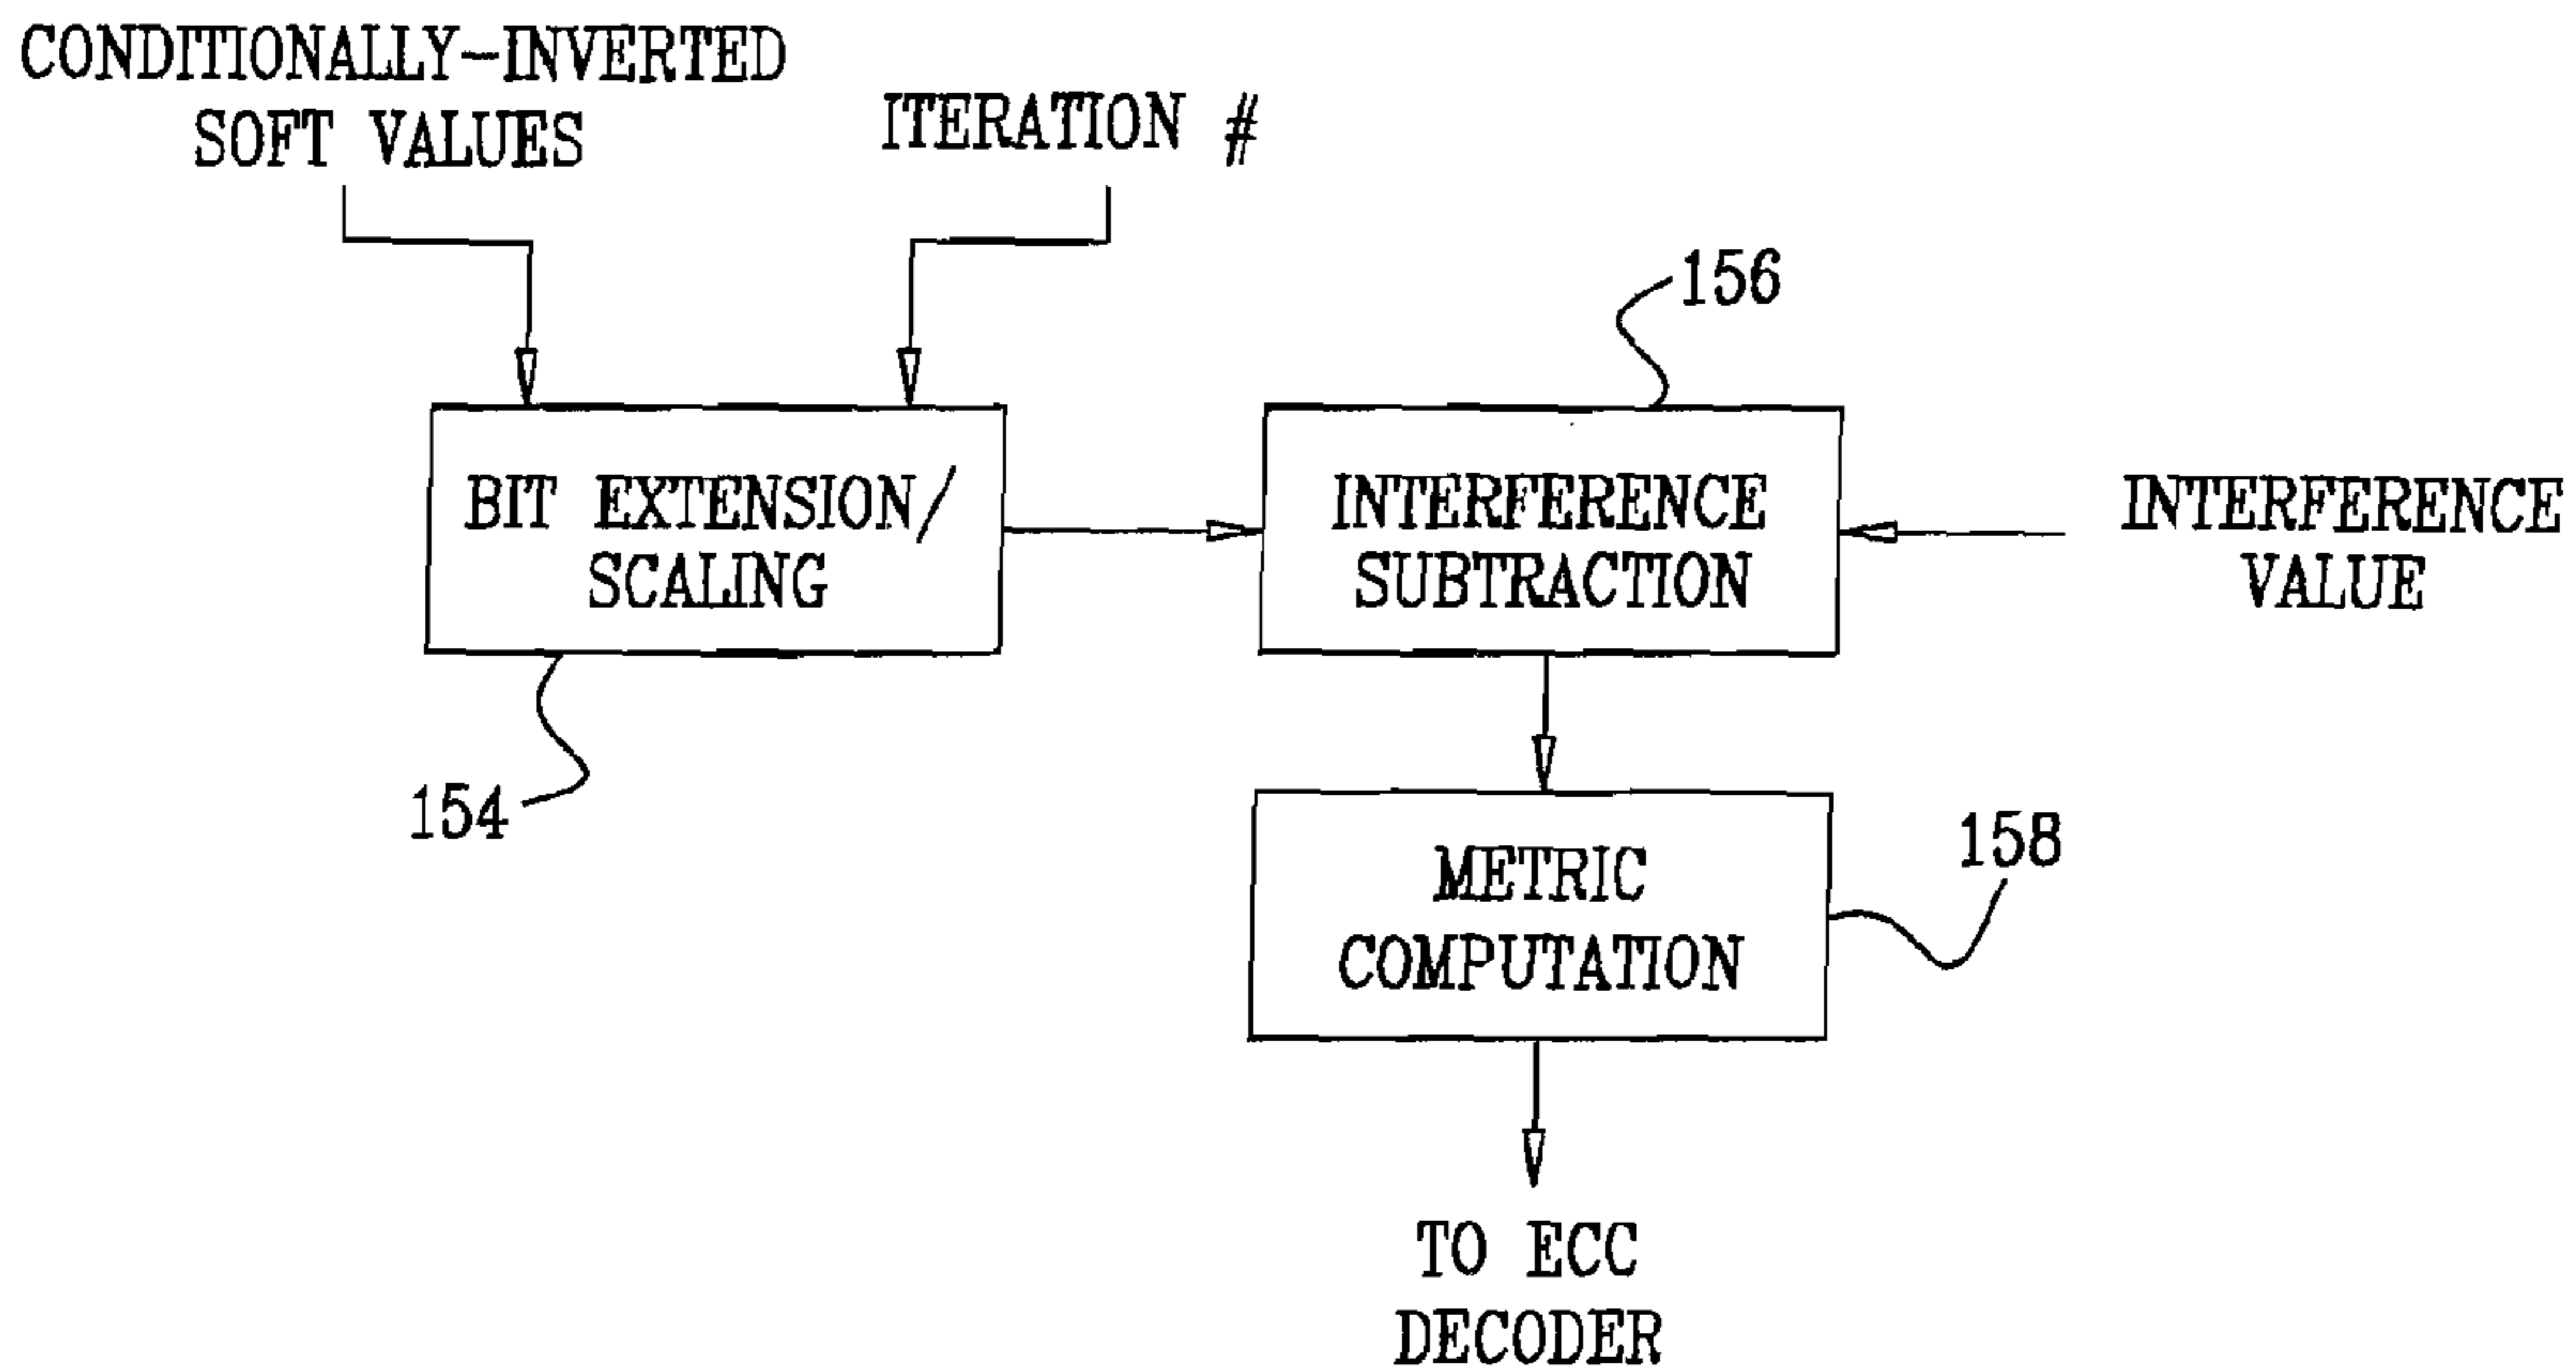 CONDITIONALLY-INVERTED
SOFT VALUES
ITERATION #
156
BIT EXTENSION/
SCALING
INTERFERENCE
SUBTRACTION
INTERFERENCE
VALUE
154
METRIC
COMPUTATION
158
TO ECC
DECODER